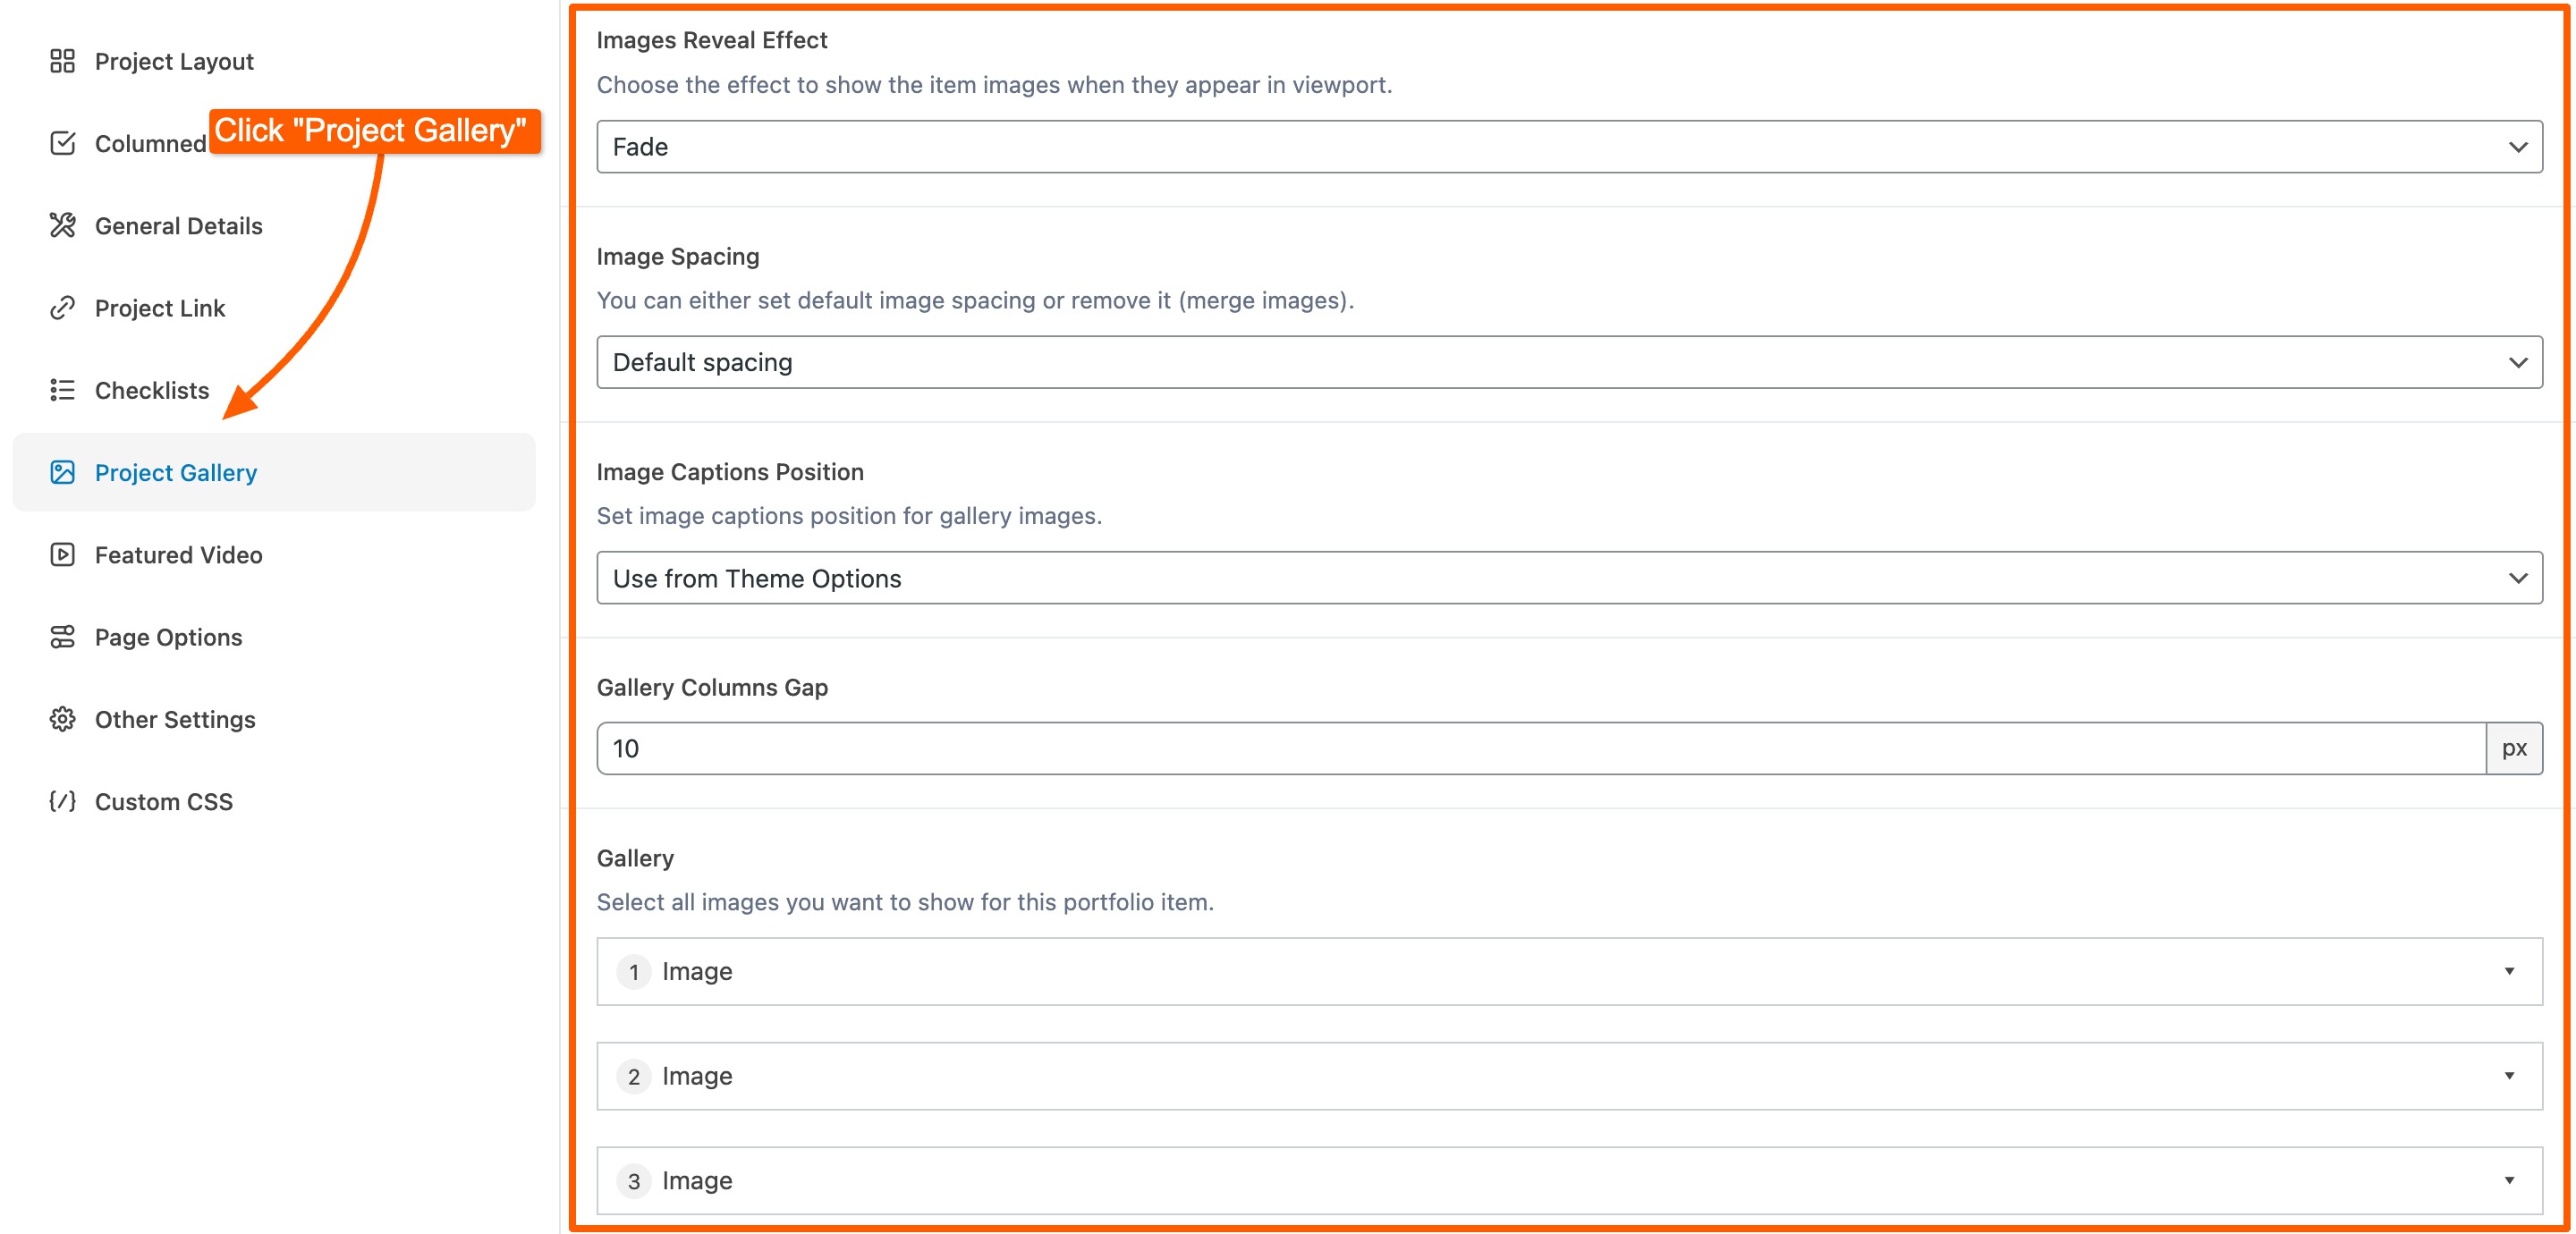 Project Layout
Columned
Click "Project Gallery"
General Details
Project Link
Checklists
Project Gallery
Featured Video
Page Options
Other Settings
Custom CSS
Images Reveal Effect
Choose the effect to show the item images when they appear in viewport.
Fade
Image Spacing
You can either set default image spacing or remove it (merge images).
Default spacing
Image Captions Position
Set image captions position for gallery images.
Use from Theme Options
Gallery Columns Gap
10 px
Gallery
Select all images you want to show for this portfolio item.
1 Image
2 Image
3 Image